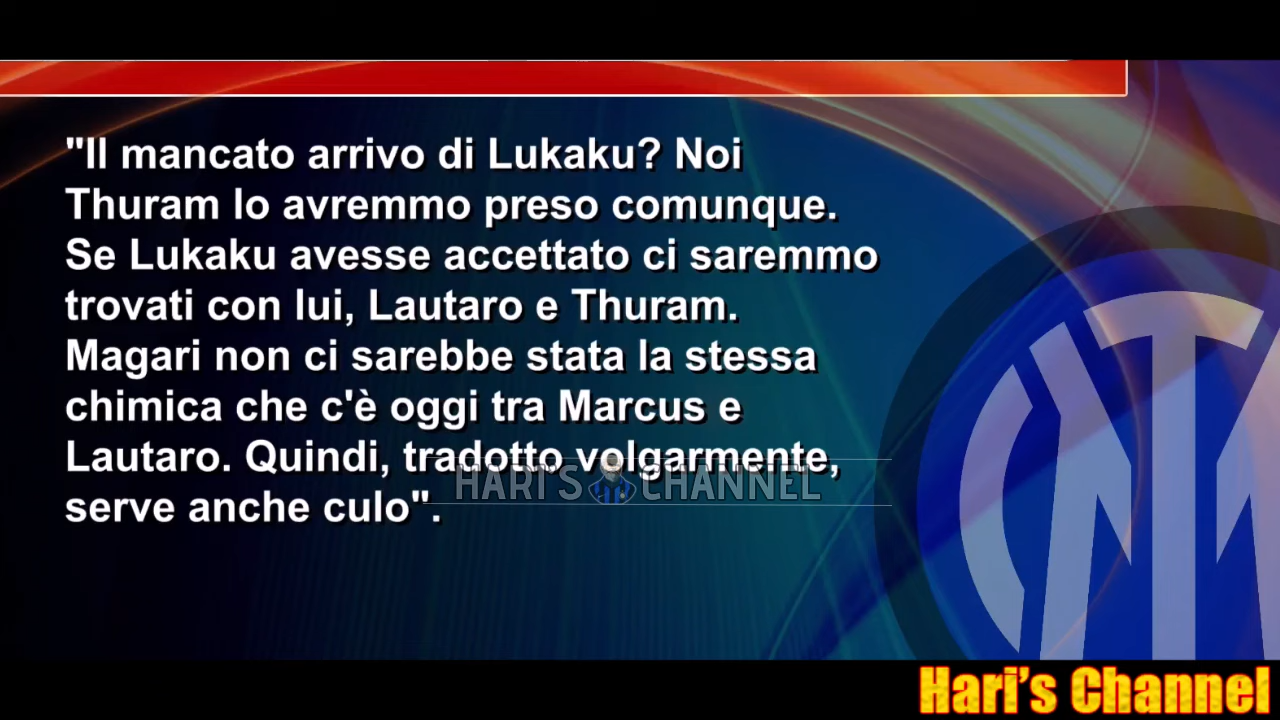 "Il mancato arrivo di Lukaku? Noi
Thuram lo avremmo preso comunque.
Se Lukaku avesse accettato ci saremmo
trovati con lui, Lautaro e Thuram.
Magari non ci sarebbe stata la stessa
chimica che c'è oggi tra Marcus e
Lautaro. Quindi, tradotto volgarmente,
serve anche culo".
HARI'S CHANNEL
Hari's Channel